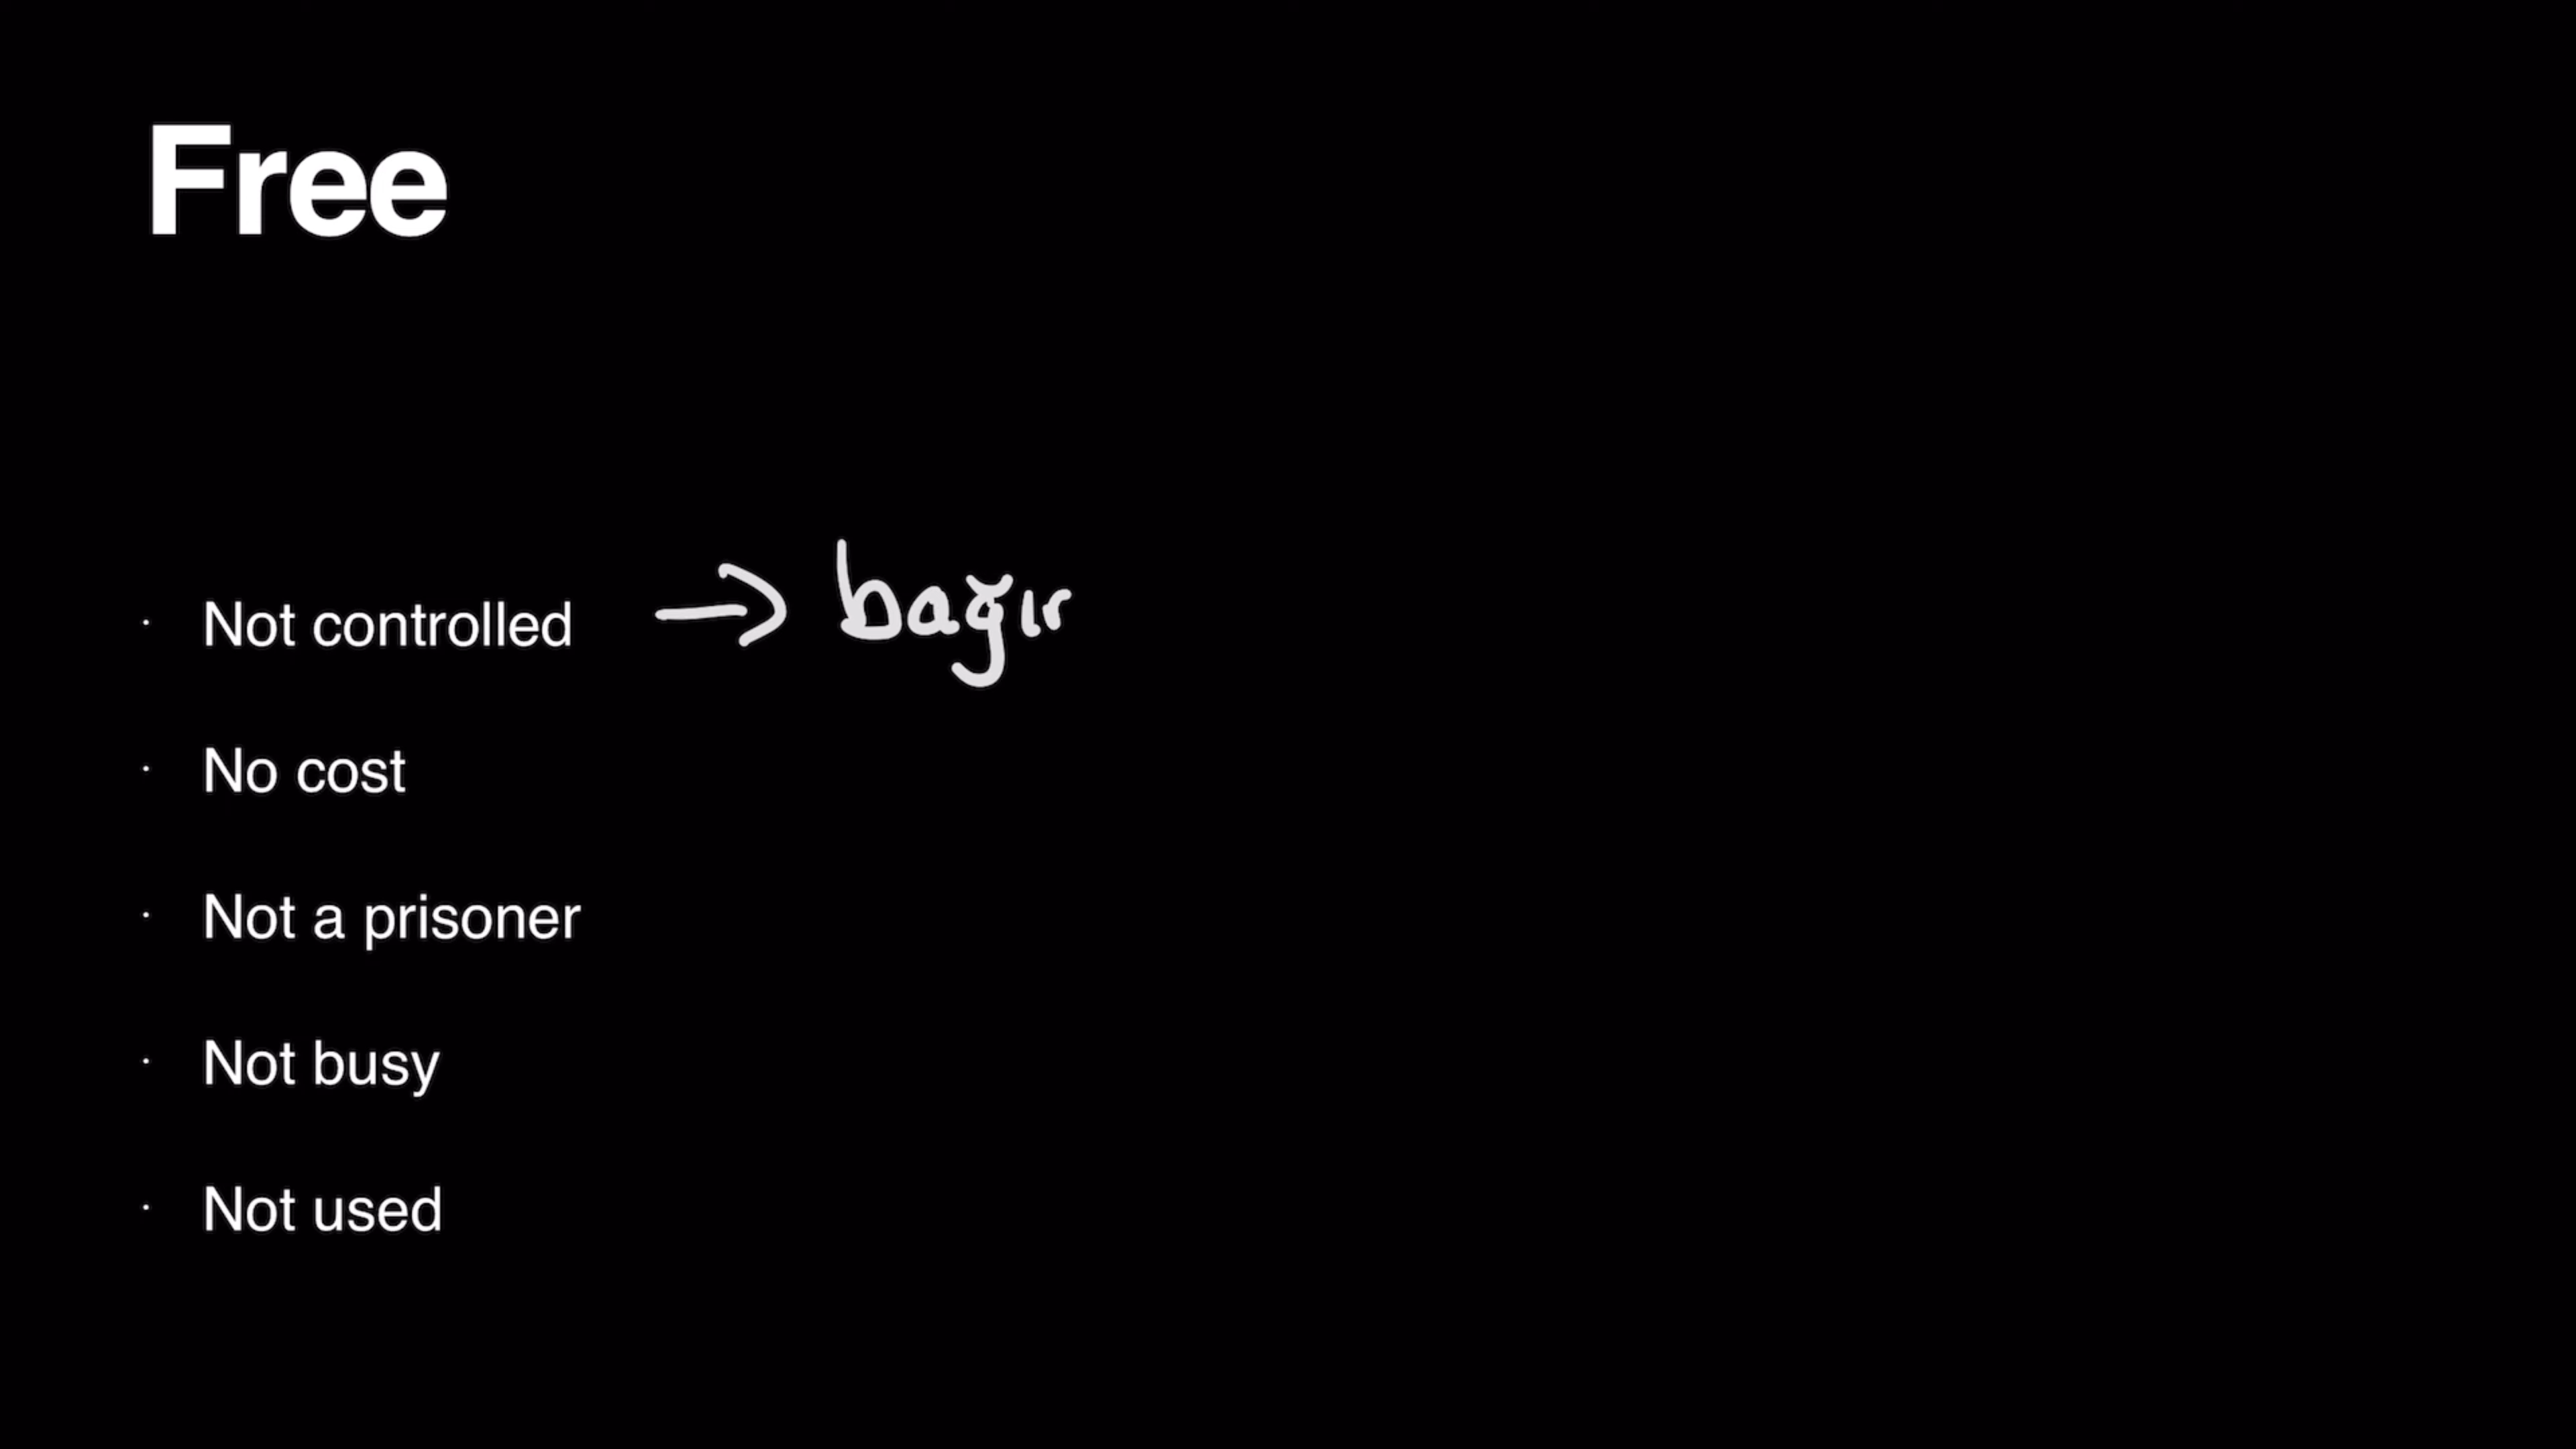 Free
· Not controlled → bağır
· No cost
· Not a prisoner
· Not busy
· Not used